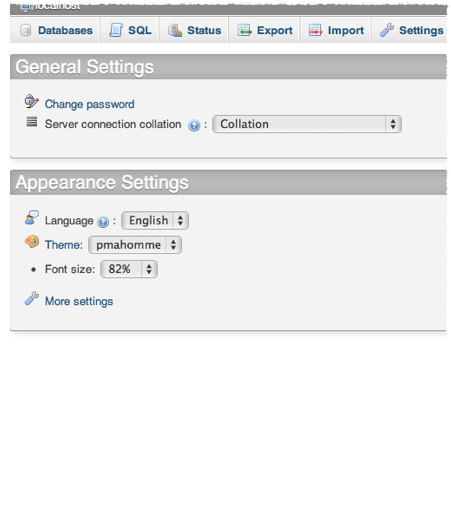 localhost
Databases SQL Status Export Import Settings
General Settings
Change password
Server connection collation : Collation
Appearance Settings
Language : English
Theme: pmahomme
• Font size: 82%
More settings